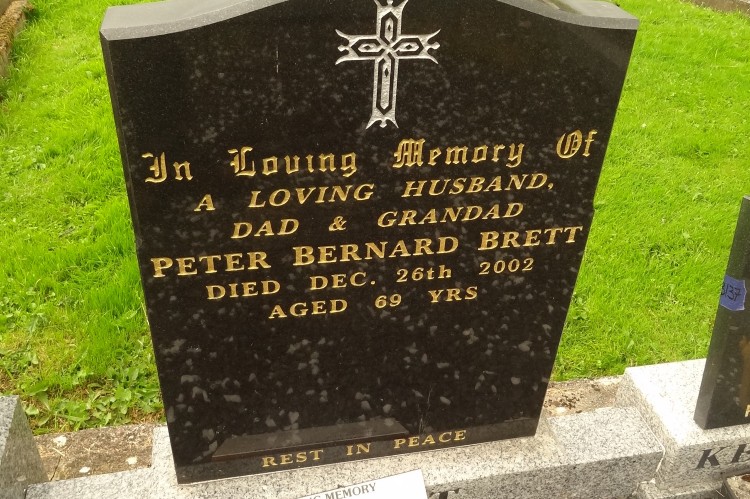 In Loving Memory Of
A LOVING HUSBAND,
DAD & GRANDAD
PETER BERNARD BRETT
DIED DEC. 26th 2002
AGED 69 YRS
REST IN PEACE
MEMORY